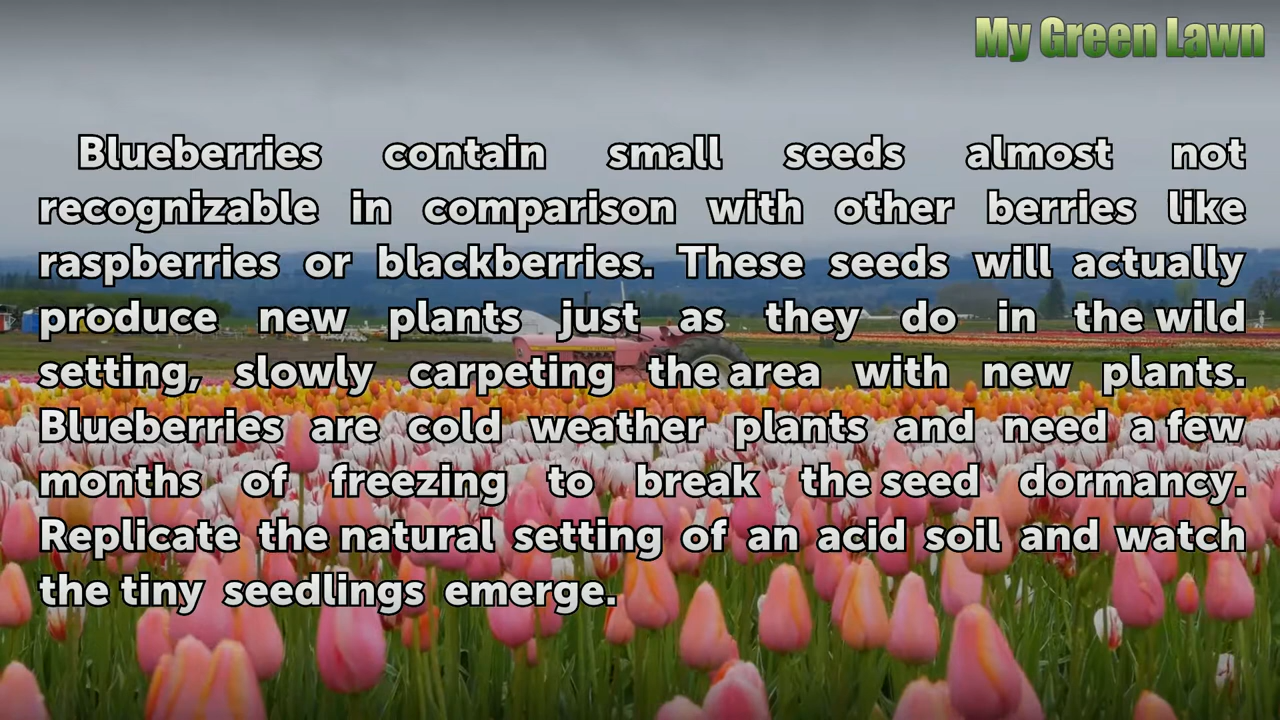 My Green Lawn
Blueberries contain small seeds almost not
recognizable in comparison with other berries like
raspberries or blackberries. These seeds will actually
produce new plants just as they do in the wild
setting, slowly carpeting the area with new plants.
Blueberries are cold weather plants and need a few
months of freezing to break the seed dormancy.
Replicate the natural setting of an acid soil and watch
the tiny seedlings emerge.